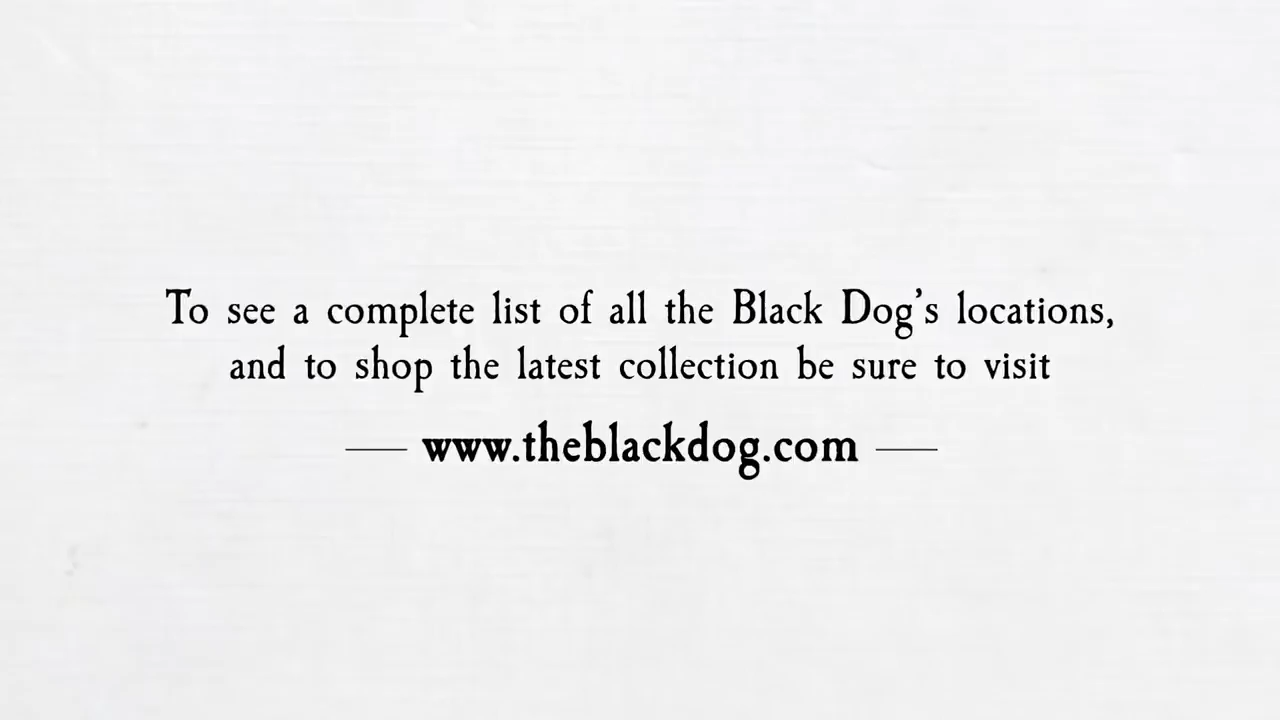 To see a complete list of all the Black Dog’s locations,
and to shop the latest collection be sure to visit
www.theblackdog.com